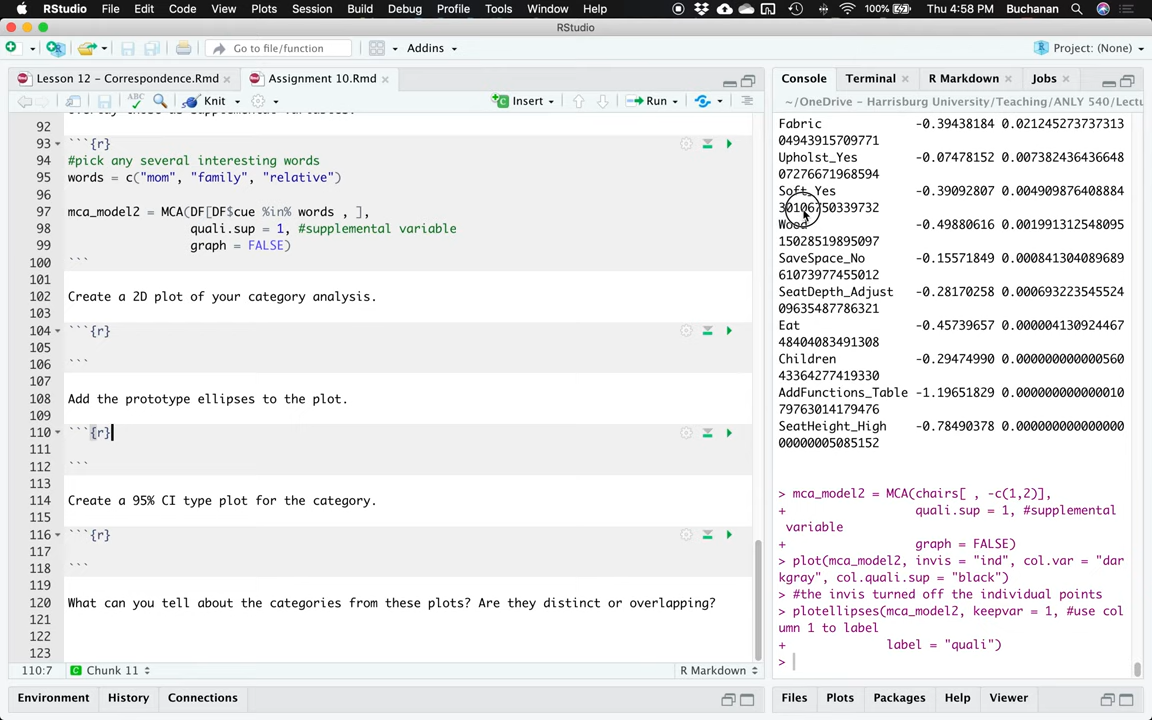 RStudio File Edit Code View Plots Session Build Debug Profile Tools Window Help 100% Thu 4:58 PM Buchanan
RStudio
Go to file/function Addins Project: (None)
Lesson 12 – Correspondence.Rmd Assignment 10.Rmd
Knit Insert Run
92
93 ```{r}
94 #pick any several interesting words
95 words = c("mom", "family", "relative")
96
97 mca_model2 = MCA(DF[DF$cue %in% words , ],
98 quali.sup = 1, #supplemental variable
99 graph = FALSE)
100 ```
101
102 Create a 2D plot of your category analysis.
103
104 ```{r}
105
106 ```
107
108 Add the prototype ellipses to the plot.
109
110 ```{r}
111
112 ```
113
114 Create a 95% CI type plot for the category.
115
116 ```{r}
117
118 ```
119
120 What can you tell about the categories from these plots? Are they distinct or overlapping?
121
122
123
110:7 Chunk 11 R Markdown
Environment History Connections
Console Terminal R Markdown Jobs
~/OneDrive - Harrisburg University/Teaching/ANLY 540/Lectu
Fabric -0.39438184 0.021245273737313
04943915709771
Upholst_Yes -0.07478152 0.007382436436648
07276671968594
Soft_Yes -0.39092807 0.004909876408884
30106750339732
Wood -0.49880616 0.001991312548095
15028519895097
SaveSpace_No -0.15571849 0.000841304089689
61073977455012
SeatDepth_Adjust -0.28170258 0.000693223545524
09635487786321
Eat -0.45739657 0.000004130924467
48404083491308
Children -0.29474990 0.000000000000560
43364277419330
AddFunctions_Table -1.19651829 0.000000000000010
79763014179476
SeatHeight_High -0.78490378 0.000000000000000
00000005085152
> mca_model2 = MCA(chairs[ , -c(1,2)],
+ quali.sup = 1, #supplemental
variable
+ graph = FALSE)
> plot(mca_model2, invis = "ind", col.var = "dar
kgray", col.quali.sup = "black")
> #the invis turned off the individual points
> plotellipses(mca_model2, keepvar = 1, #use col
umn 1 to label
+ label = "quali")
>
Files Plots Packages Help Viewer